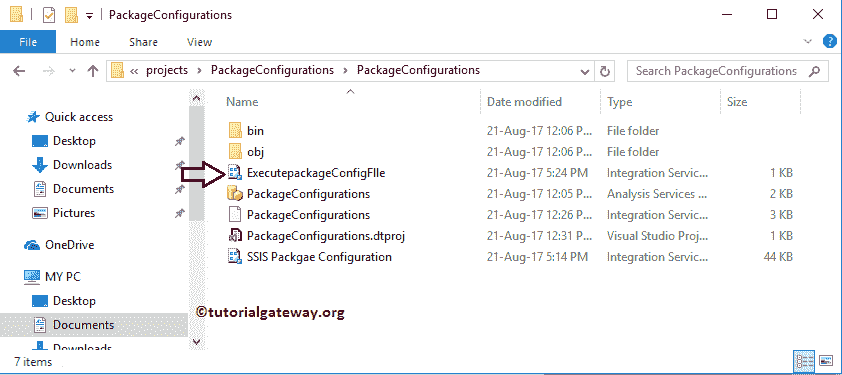 PackageConfigurations
File Home Share View
« projects > PackageConfigurations > PackageConfigurations Search PackageConfigurations
Name Date modified Type Size
Quick access
Desktop
Downloads
Documents
Pictures
OneDrive
MY PC
Desktop
Documents
Downloads
bin 21-Aug-17 12:06 P... File folder
obj 21-Aug-17 12:06 P... File folder
ExecutepackageConfigFIle 21-Aug-17 5:24 PM Integration Servic... 1 KB
PackageConfigurations 21-Aug-17 12:05 P... Analysis Services ... 2 KB
PackageConfigurations 21-Aug-17 12:26 P... Integration Servic... 3 KB
PackageConfigurations.dtproj 21-Aug-17 12:31 P... Visual Studio Proj... 1 KB
SSIS Packgae Configuration 21-Aug-17 5:14 PM Integration Servic... 44 KB
©tutorialgateway.org
7 items